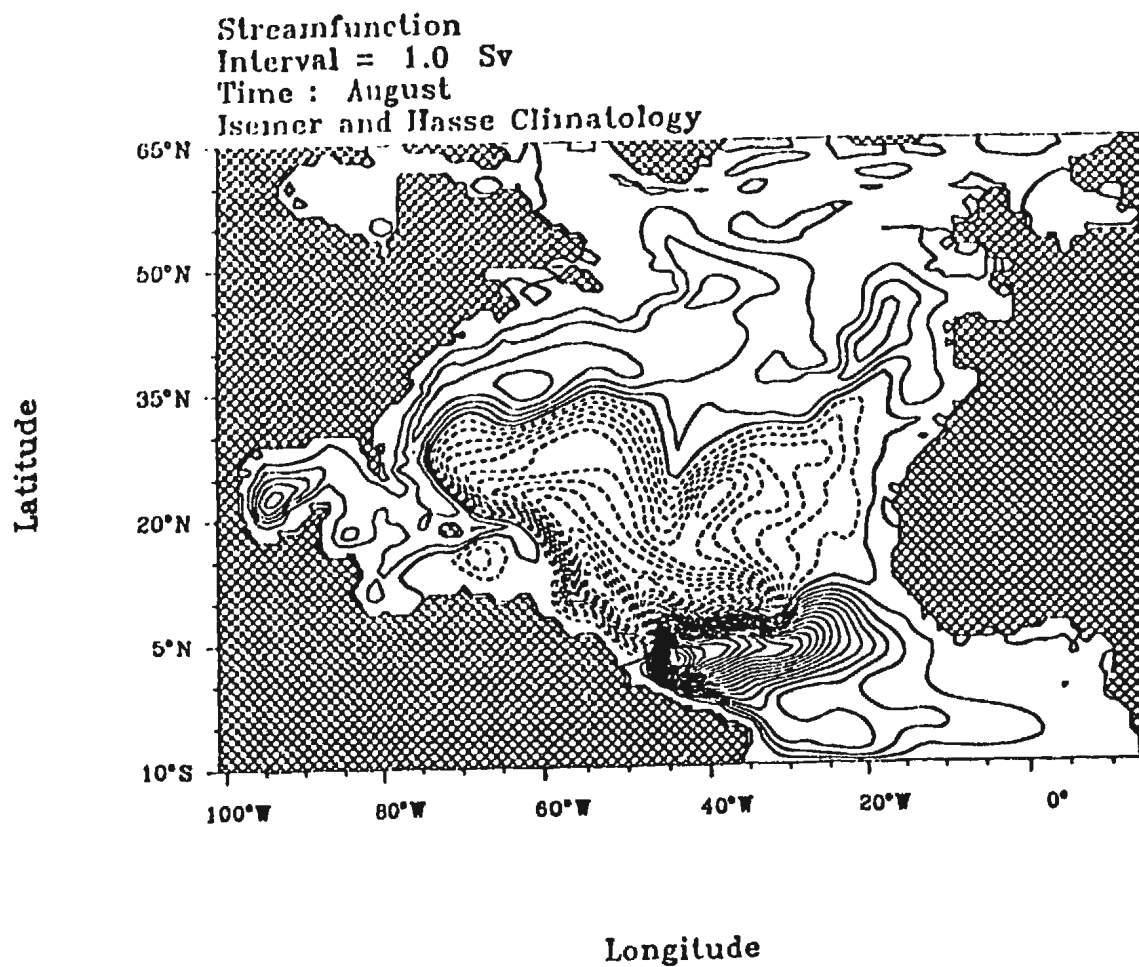 Streamfunction
Interval = 1.0 Sv
Time : August
Isemer and Hasse Climatology
65°N
50°N
35°N
20°N
5°N
10°S
Latitude
100°W
80°W
60°W
40°W
20°W
0°
Longitude